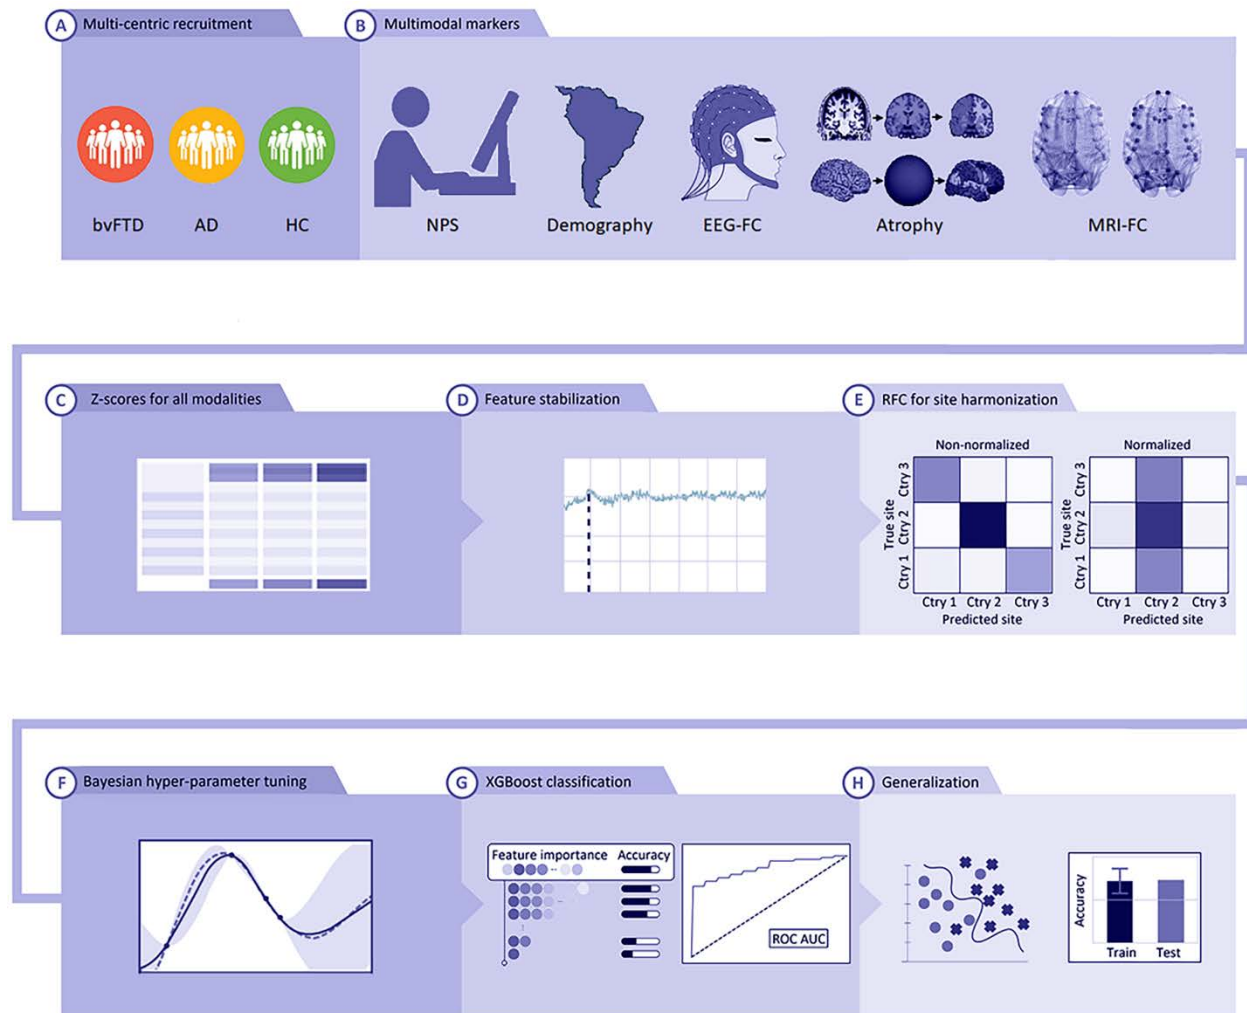 A Multi-centric recruitment
B Multimodal markers
bvFTD AD HC
NPS Demography EEG-FC Atrophy MRI-FC
C Z-scores for all modalities
D Feature stabilization
E RFC for site harmonization
Non-normalized
True site
Ctry 3
Ctry 2
Ctry 1
Ctry 1 Ctry 2 Ctry 3
Predicted site
Normalized
True site
Ctry 3
Ctry 2
Ctry 1
Ctry 1 Ctry 2 Ctry 3
Predicted site
F Bayesian hyper-parameter tuning
G XGBoost classification
Feature importance Accuracy
ROC AUC
H Generalization
Accuracy
Train Test